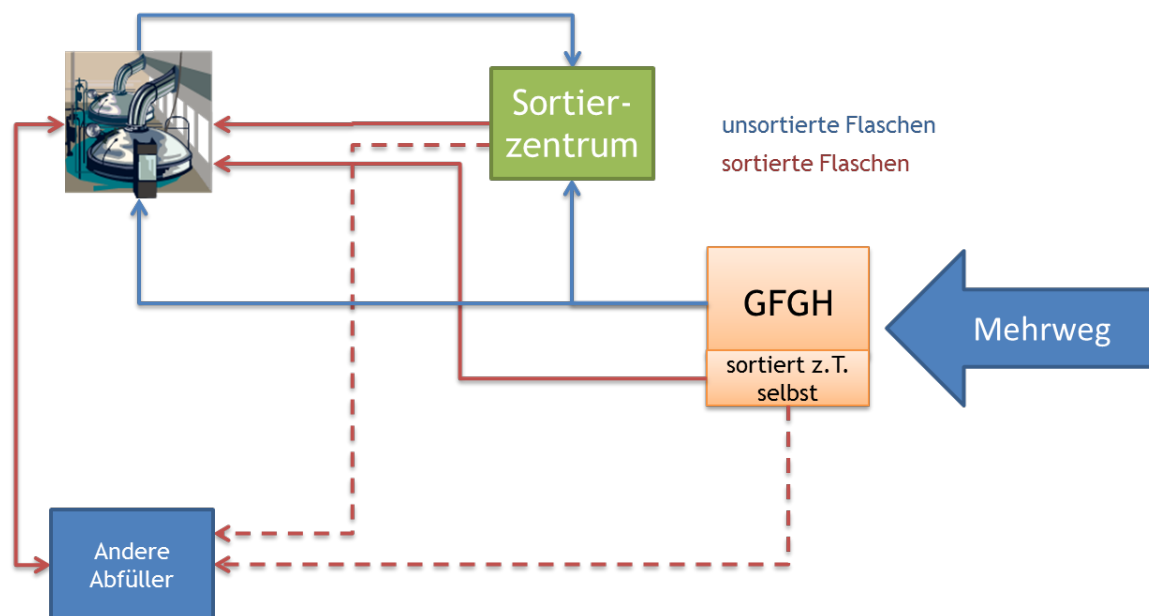 Sortier-
zentrum
unsortierte Flaschen
sortierte Flaschen
GFGH
sortiert z.T.
selbst
Mehrweg
Andere
Abfüller